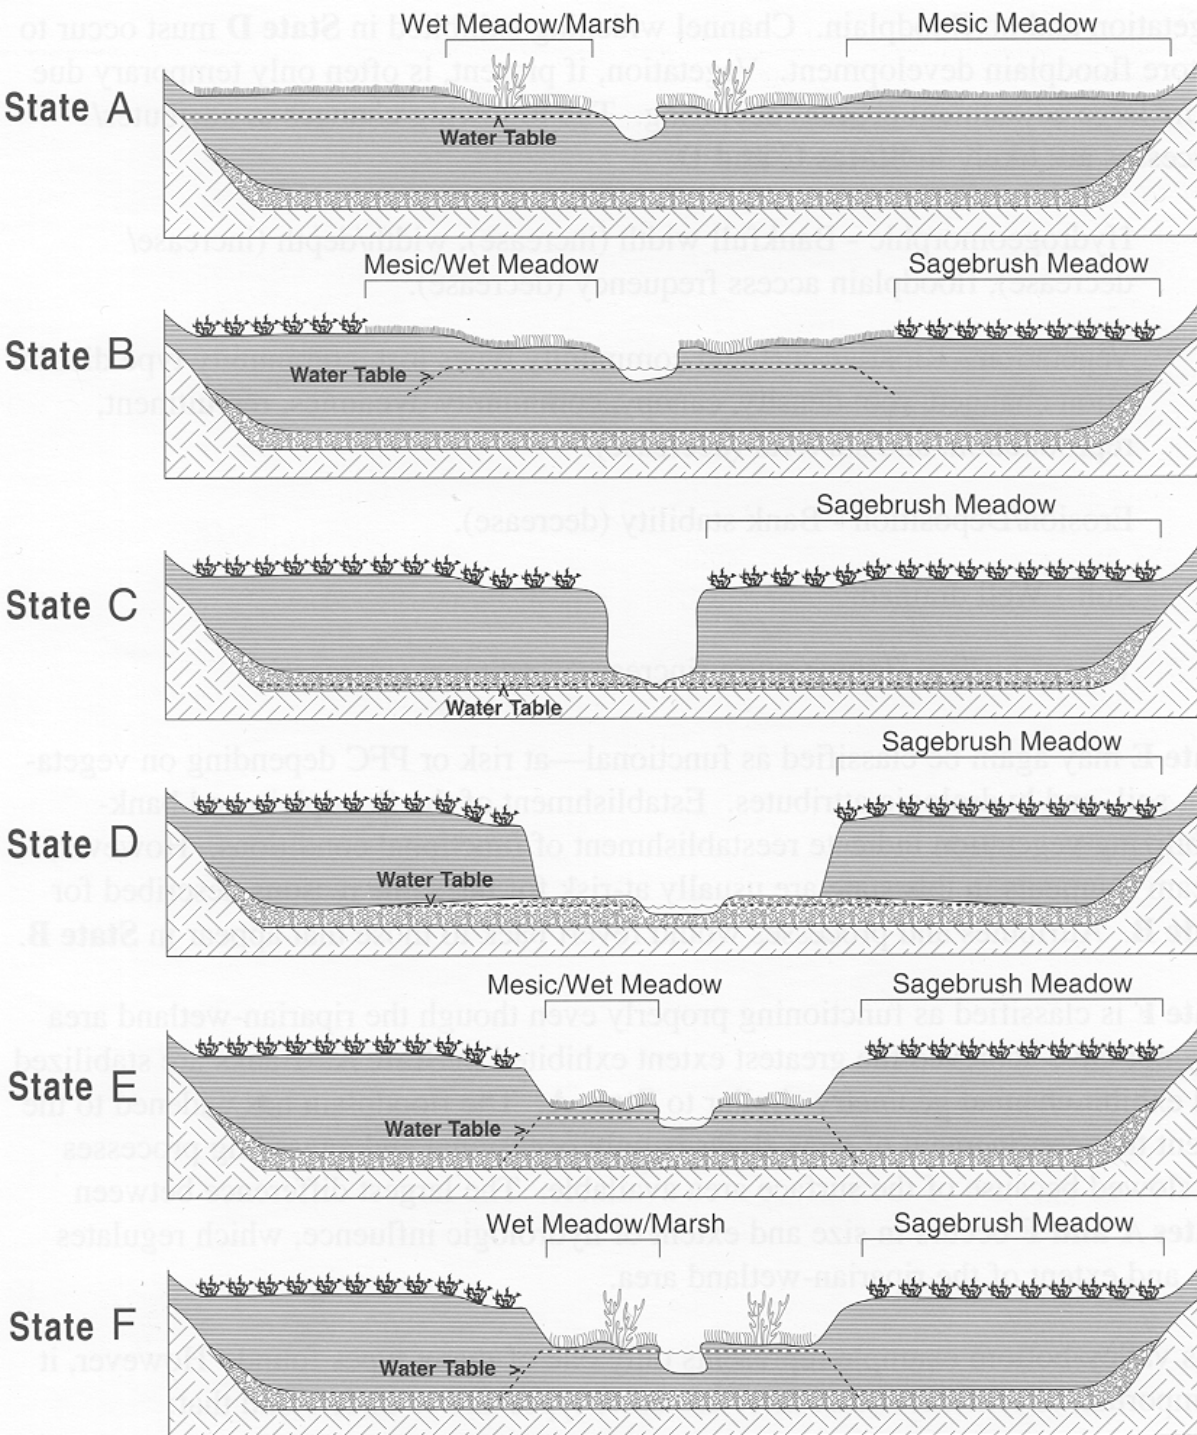 Wet Meadow/Marsh
Mesic Meadow
State A
Water Table
Mesic/Wet Meadow
Sagebrush Meadow
State B
Water Table
Sagebrush Meadow
State C
Water Table
Sagebrush Meadow
State D
Water Table
Mesic/Wet Meadow
Sagebrush Meadow
State E
Water Table
Wet Meadow/Marsh
Sagebrush Meadow
State F
Water Table